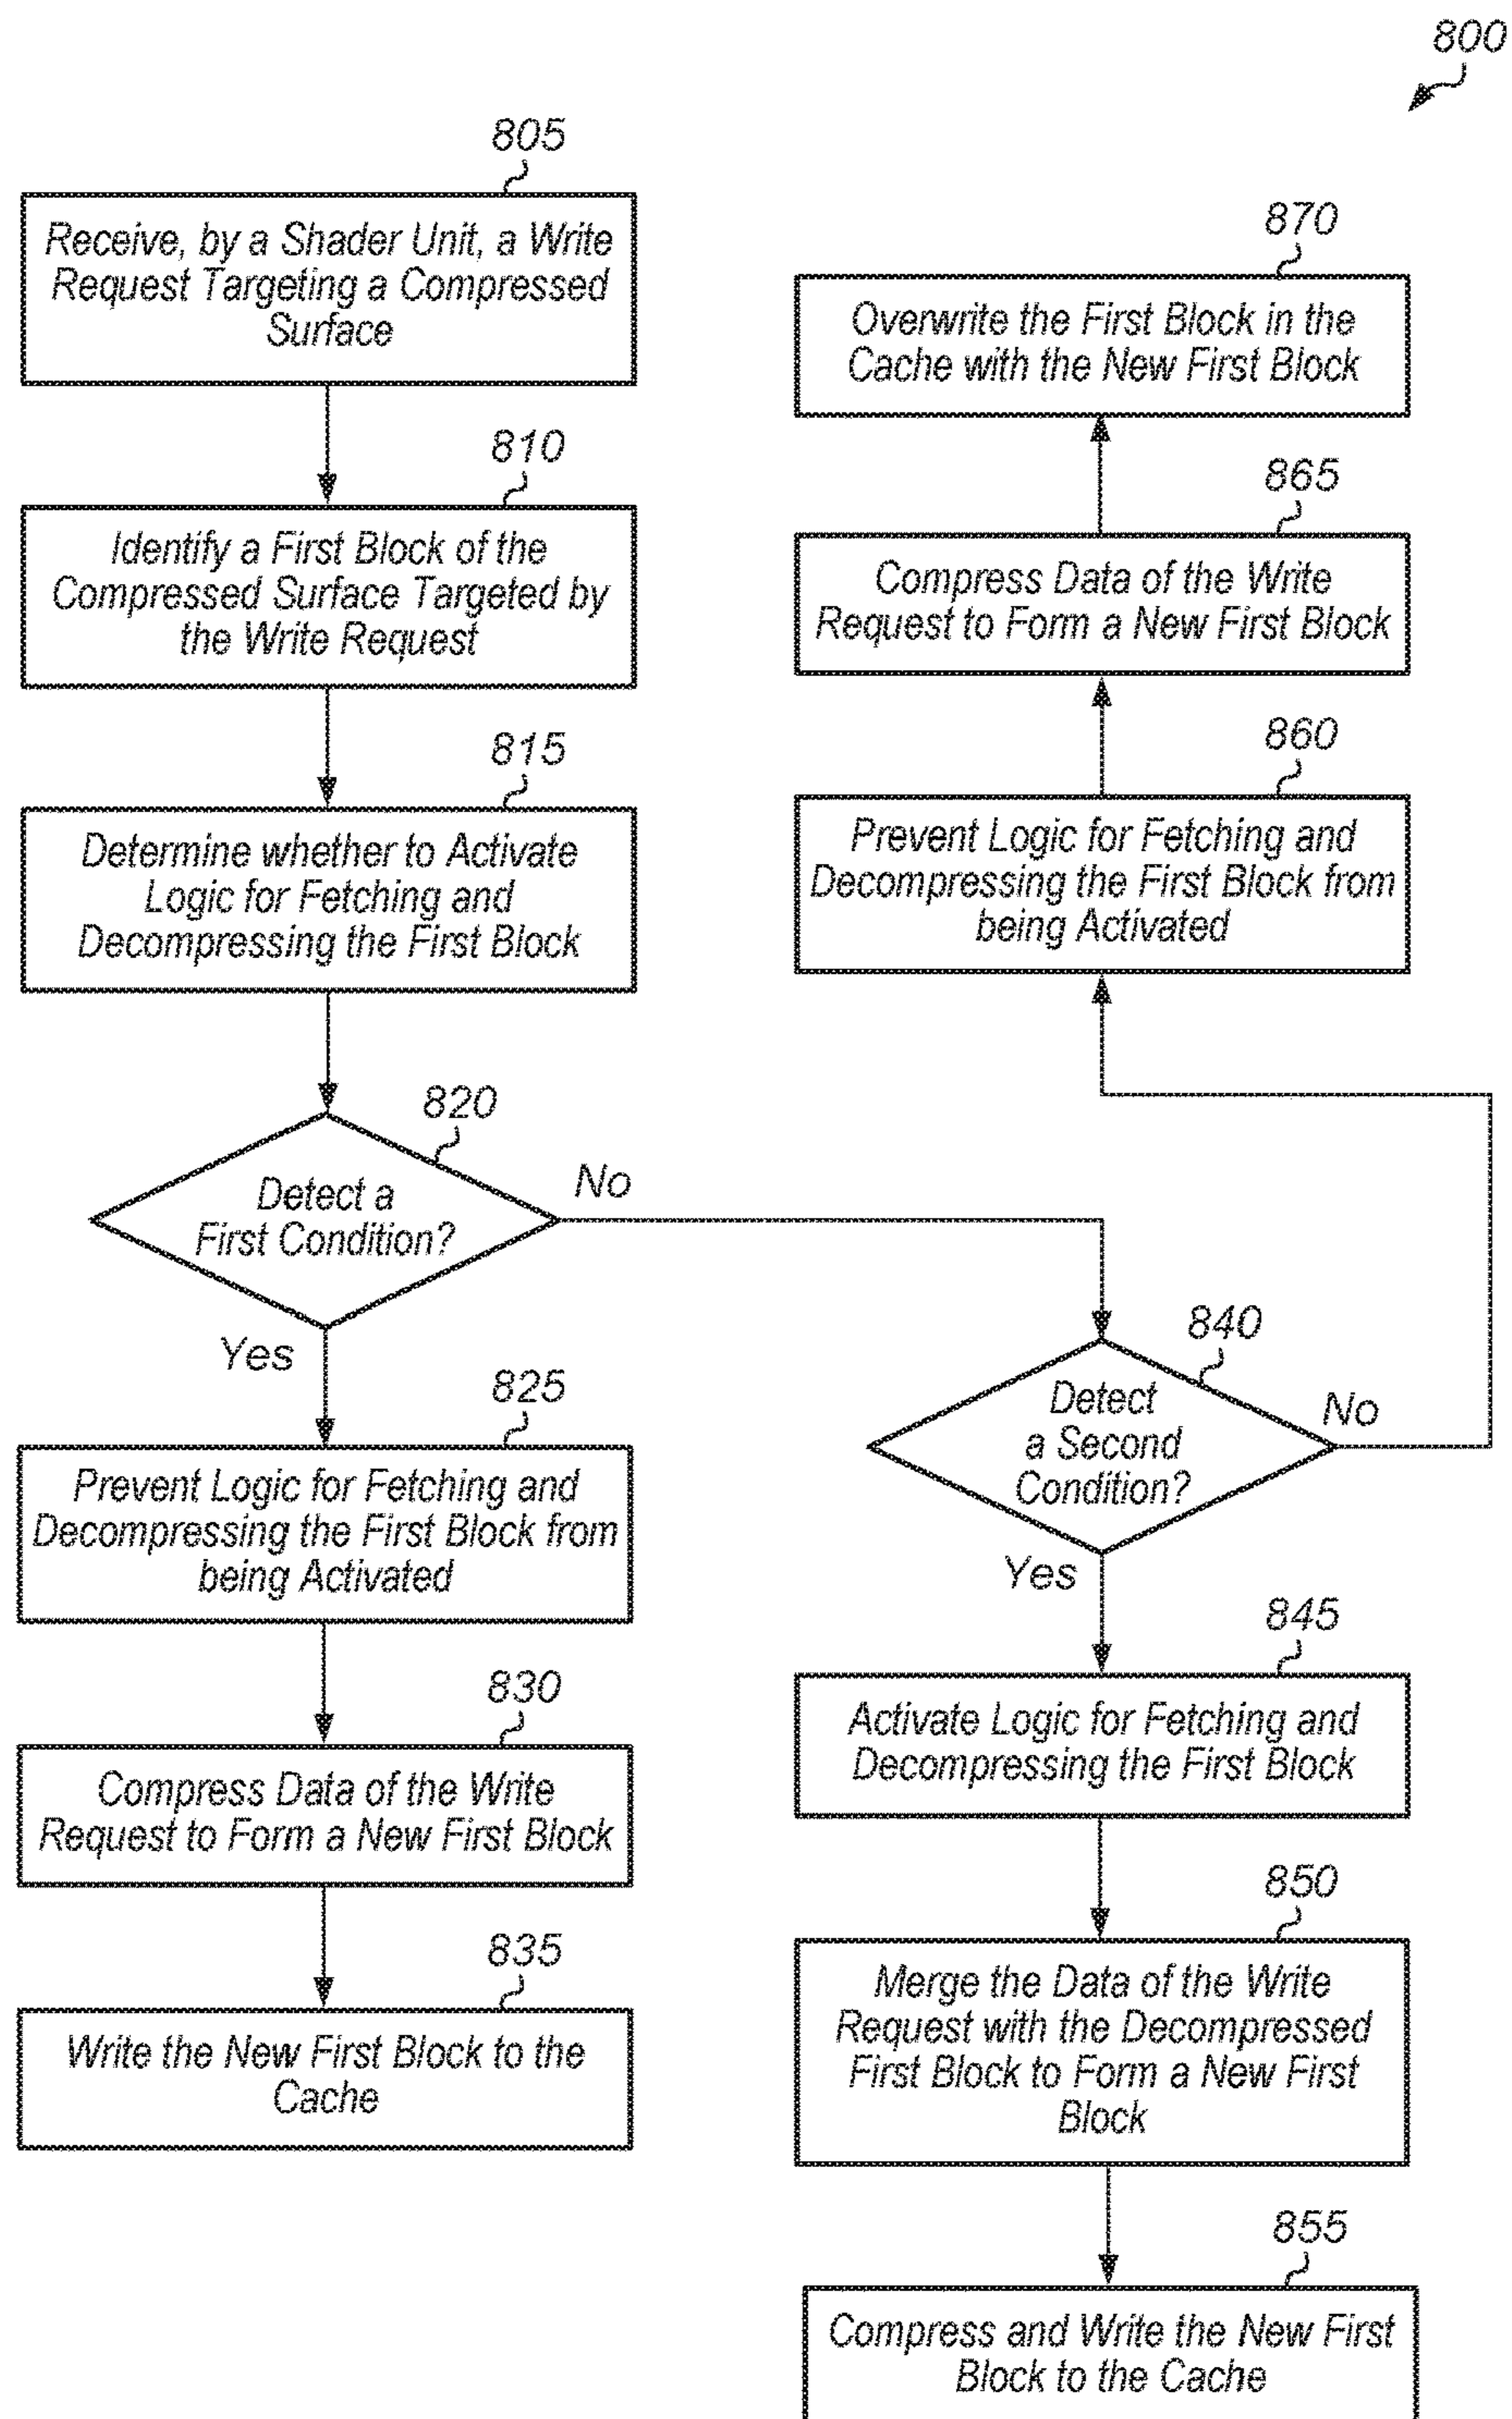 800
805
Receive, by a Shader Unit, a Write
Request Targeting a Compressed
Surface
810
Identify a First Block of the
Compressed Surface Targeted by
the Write Request
815
Determine whether to Activate
Logic for Fetching and
Decompressing the First Block
820
Detect a
First Condition?
No
Yes
825
Prevent Logic for Fetching and
Decompressing the First Block from
being Activated
830
Compress Data of the Write
Request to Form a New First Block
835
Write the New First Block to the
Cache
870
Overwrite the First Block in the
Cache with the New First Block
865
Compress Data of the Write
Request to Form a New First Block
860
Prevent Logic for Fetching and
Decompressing the First Block from
being Activated
840
Detect
a Second
Condition?
No
Yes
845
Activate Logic for Fetching and
Decompressing the First Block
850
Merge the Data of the Write
Request with the Decompressed
First Block to Form a New First
Block
855
Compress and Write the New First
Block to the Cache